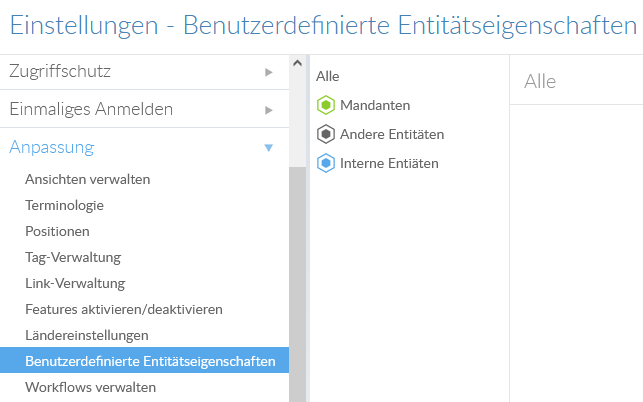 Einstellungen - Benutzerdefinierte Entitätseigenschaften
Zugriffschutz
Einmaliges Anmelden
Anpassung
Ansichten verwalten
Terminologie
Positionen
Tag-Verwaltung
Link-Verwaltung
Features aktivieren/deaktivieren
Ländereinstellungen
Benutzerdefinierte Entitätseigenschaften
Workflows verwalten
Alle
Mandanten
Andere Entitäten
Interne Entiäten
Alle